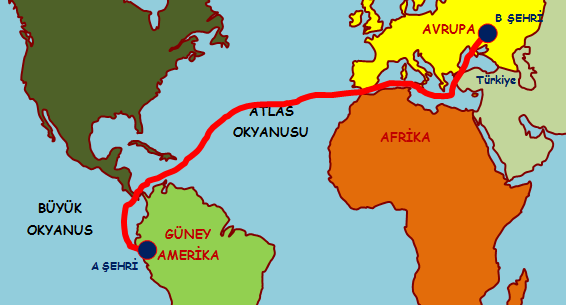 B ŞEHRİ
AVRUPA
Türkiye
ATLAS
OKYANUSU
AFRİKA
BÜYÜK
OKYANUS
GÜNEY
AMERİKA
A ŞEHRİ